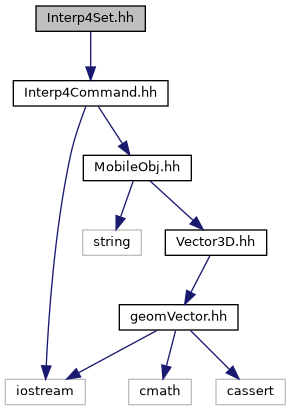 Interp4Set.hh
Interp4Command.hh
MobileObj.hh
string
Vector3D.hh
geomVector.hh
iostream
cmath
cassert